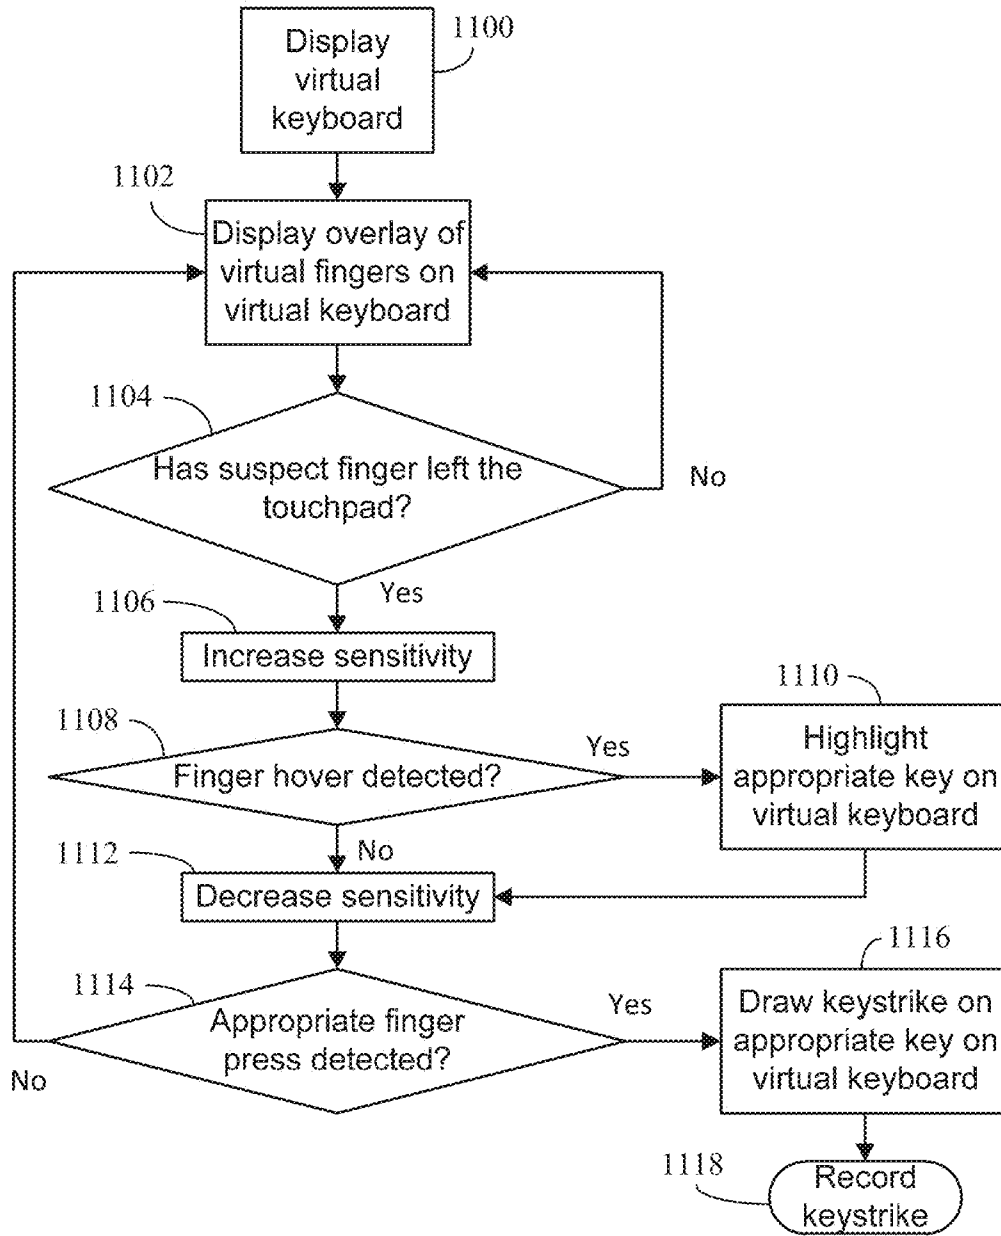 Display
virtual
keyboard
1100
1102
Display overlay of
virtual fingers on
virtual keyboard
1104
Has suspect finger left the
touchpad?
No
Yes
1106
Increase sensitivity
1108
Finger hover detected?
Yes
1110
Highlight
appropriate key on
virtual keyboard
No
1112
Decrease sensitivity
1114
Appropriate finger
press detected?
No
Yes
1116
Draw keystrike on
appropriate key on
virtual keyboard
1118
Record
keystrike